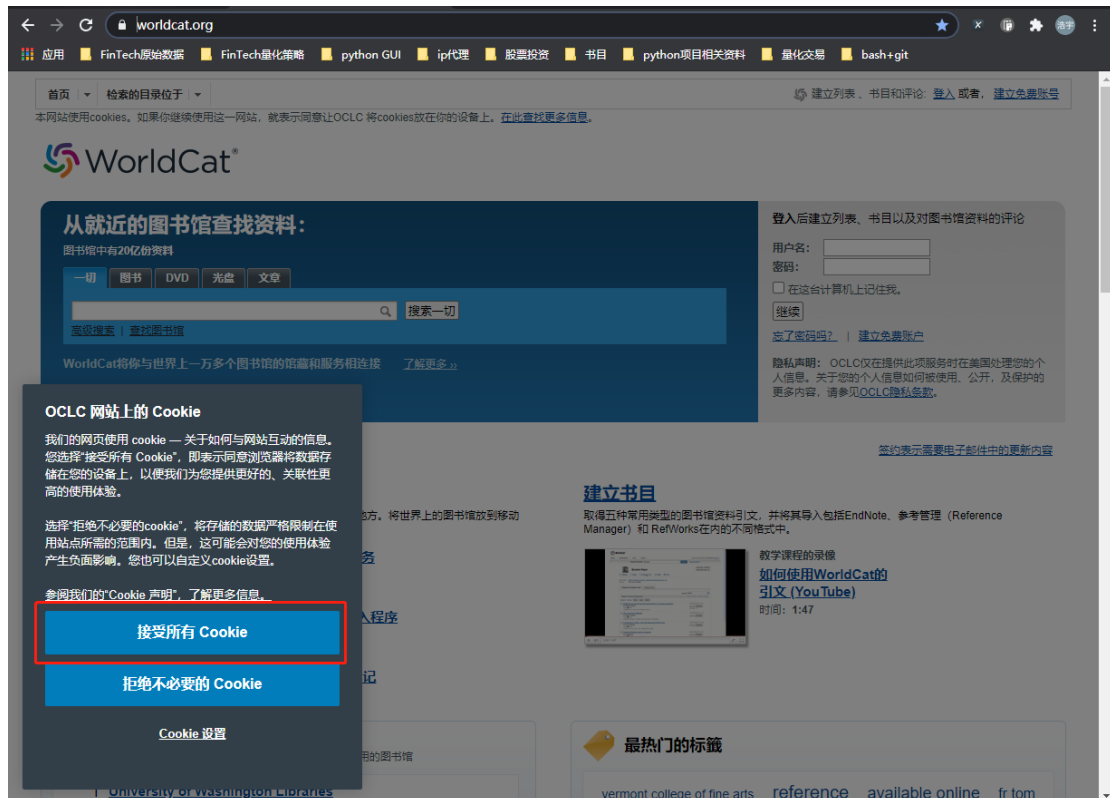 worldcat.org
浩宇
应用 FinTech原始数据 FinTech量化策略 python GUI ip代理 股票投资 书目 python项目相关资料 量化交易 bash+git
首页 检索的目录位于
建立列表、书目和评论: 登入 或者, 建立免费账号
本网站使用cookies。如果你继续使用这一网站，就表示同意让OCLC 将cookies放在你的设备上。在此查找更多信息。
WorldCat®
从就近的图书馆查找资料:
图书馆中有20亿份资料
一切 图书 DVD 光盘 文章
搜索一切
高级搜索 | 查找图书馆
WorldCat将你与世界上一万多个图书馆的馆藏和服务相连接 了解更多 »
登入后建立列表、书目以及对图书馆资料的评论
用户名:
密码:
在这台计算机上记住我。
继续
忘了密码吗? | 建立免费账户
隐私声明: OCLC仅在提供此项服务时在美国处理您的个
人信息。关于您的个人信息如何被使用、公开，及保护的
更多内容，请参见OCLC隐私条款。
OCLC 网站上的 Cookie
我们的网页使用 cookie — 关于如何与网站互动的信息。
您选择“接受所有 Cookie”，即表示同意浏览器将数据存
储在您的设备上，以便我们为您提供更好的、关联性更
高的使用体验。
选择“拒绝不必要的cookie”，将存储的数据严格限制在使
用站点所需的范围内。但是，这可能会对您的使用体验
产生负面影响。您也可以自定义cookie设置。
参阅我们的“Cookie 声明”，了解更多信息。
接受所有 Cookie
拒绝不必要的 Cookie
Cookie 设置
签约表示需要电子邮件中的更新内容
地方。将世界上的图书馆放到移动
务
入程序
记
用的图书馆
University of Washington Libraries
建立书目
取得五种常用类型的图书馆资料引文，并将其导入包括EndNote、参考管理（Reference
Manager）和 RefWorks在内的不同格式中。
教学课程的录像
如何使用WorldCat的
引文 (YouTube)
时间: 1:47
最热门的标籤
vermont college of fine arts reference available online fr tom